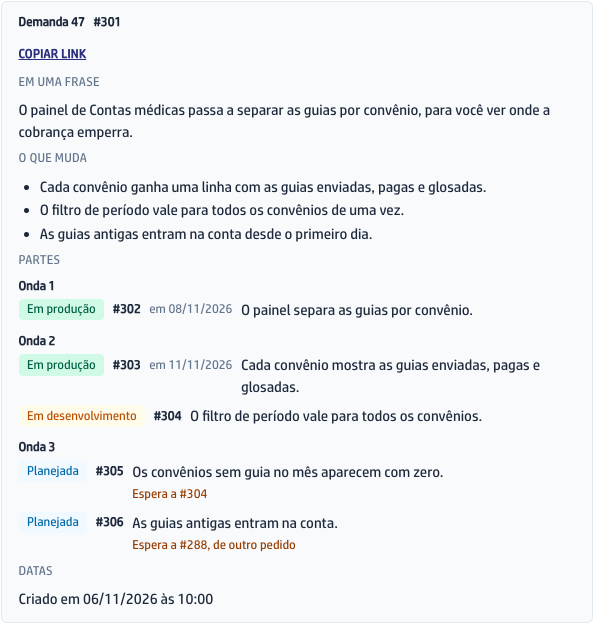 Demanda 47 #301
COPIAR LINK
EM UMA FRASE
O painel de Contas médicas passa a separar as guias por convênio, para você ver onde a
cobrança emperra.
O QUE MUDA
• Cada convênio ganha uma linha com as guias enviadas, pagas e glosadas.
• O filtro de período vale para todos os convênios de uma vez.
• As guias antigas entram na conta desde o primeiro dia.
PARTES
Onda 1
Em produção #302 em 08/11/2026 O painel separa as guias por convênio.
Onda 2
Em produção #303 em 11/11/2026 Cada convênio mostra as guias enviadas, pagas e
glosadas.
Em desenvolvimento #304 O filtro de período vale para todos os convênios.
Onda 3
Planejada #305 Os convênios sem guia no mês aparecem com zero.
Espera a #304
Planejada #306 As guias antigas entram na conta.
Espera a #288, de outro pedido
DATAS
Criado em 06/11/2026 às 10:00